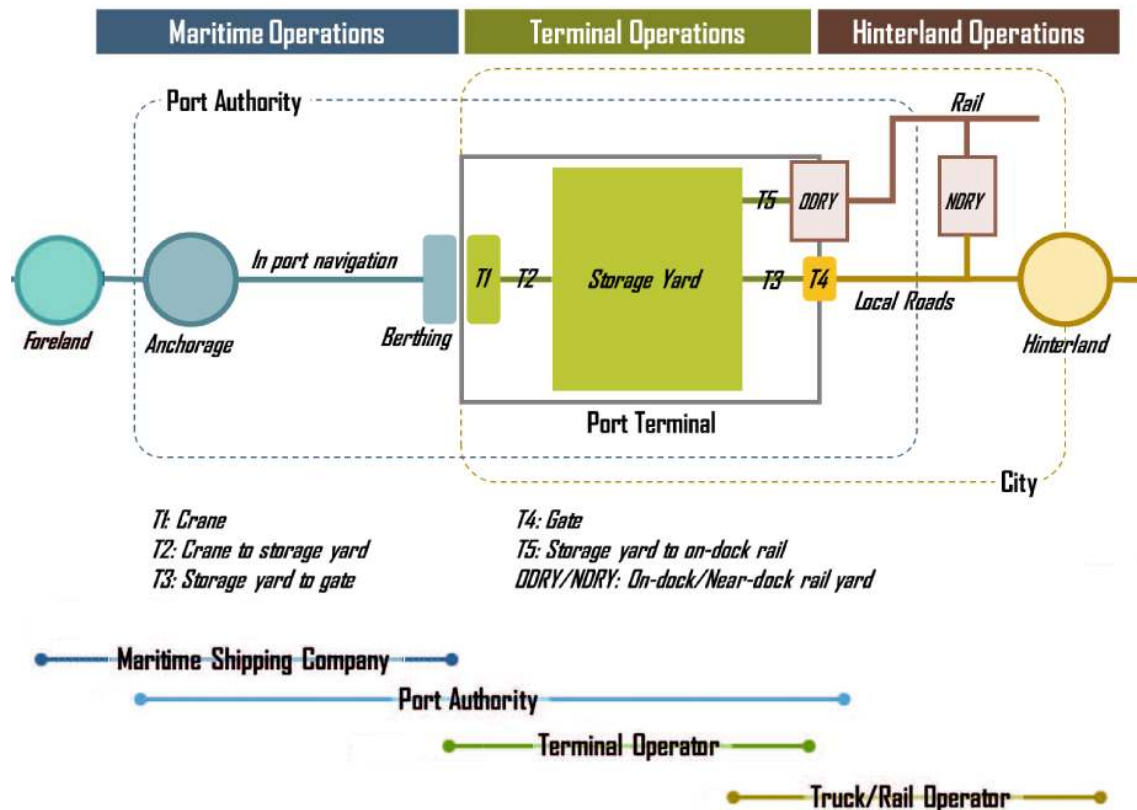 Maritime Operations
Terminal Operations
Hinterland Operations
Port Authority
Rail
T5
ODRY
NDRY
In port navigation
T1
T2
Storage Yard
T3
T4
Local Roads
Foreland
Anchorage
Berthing
Hinterland
Port Terminal
City
T1: Crane
T2: Crane to storage yard
T3: Storage yard to gate
T4: Gate
T5: Storage yard to on-dock rail
ODRY/NDRY: On-dock/Near-dock rail yard
Maritime Shipping Company
Port Authority
Terminal Operator
Truck/Rail Operator